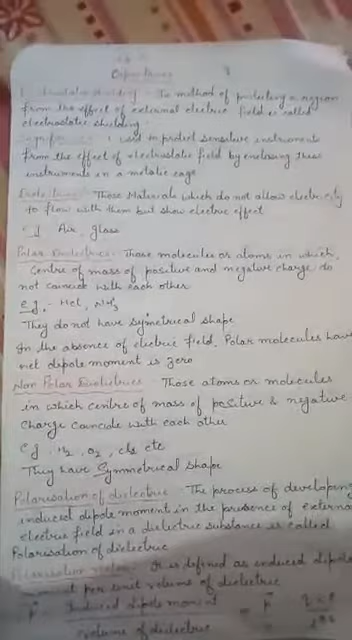 Capacitance
Electrostatic Shielding - The method of protecting a region
from the effect of external electric field is called
electrostatic shielding
used to protect sensitive instrument
from the effect of electrostatic field by enclosing these
instruments in a metallic cage
Dielectrics - Those Materials which do not allow electricity
to flow with them but show electric effect
eg Air, glass
Polar Dielectrics - Those molecules or atoms in which
Centre of mass of positive and negative charge do
not coincide with each other
eg. - Hcl, NH3
They do not have symmetrical shape
In the absence of electric field, Polar molecules have
net dipole moment is zero
Non Polar Dielectrics Those atoms or molecules
in which centre of mass of positive & negative
charge coincide with each other
eg. H2, O2, etc
They have Symmetrical shape
Polarisation of dielectric - The process of developing
induced dipole moment in the presence of external
electric field in a dielectric substance is called
Polarisation of dielectric
Polarisation It is defined as induced dipole
moment per unit volume of dielectric
P Induced dipole moment = P
volume of dielectric